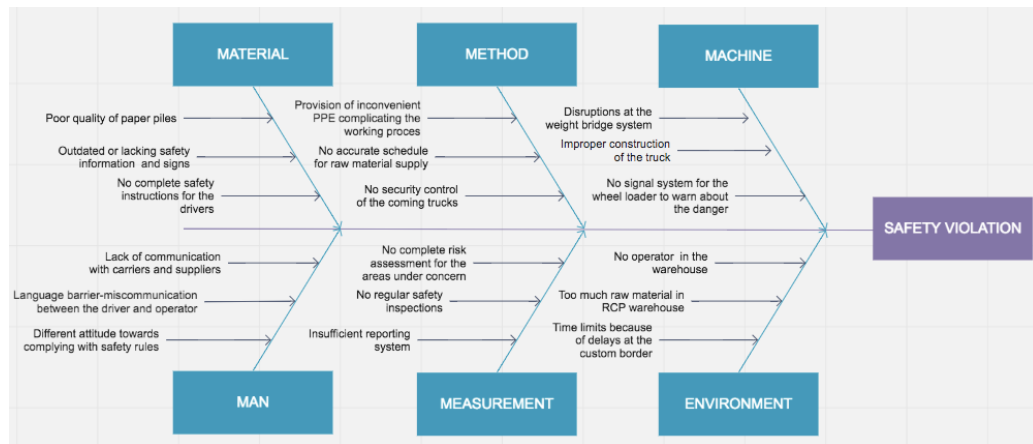 MATERIAL
METHOD
MACHINE
Poor quality of paper piles
Outdated or lacking safety
information and signs
No complete safety
instructions for the
drivers
Provision of inconvenient
PPE complicating the
working proces
No accurate schedule
for raw material supply
No security control
of the coming trucks
Disruptions at the
weight bridge system
Improper construction
of the truck
No signal system for the
wheel loader to warn about
the danger
SAFETY VIOLATION
Lack of communication
with carriers and suppliers
Language barrier-miscommunication
between the driver and operator
Different attitude towards
complying with safety rules
No complete risk
assessment for the
areas under concern
No regular safety
inspections
Insufficient reporting
system
No operator in the
warehouse
Too much raw material in
RCP warehouse
Time limits because
of delays at the
custom border
MAN
MEASUREMENT
ENVIRONMENT